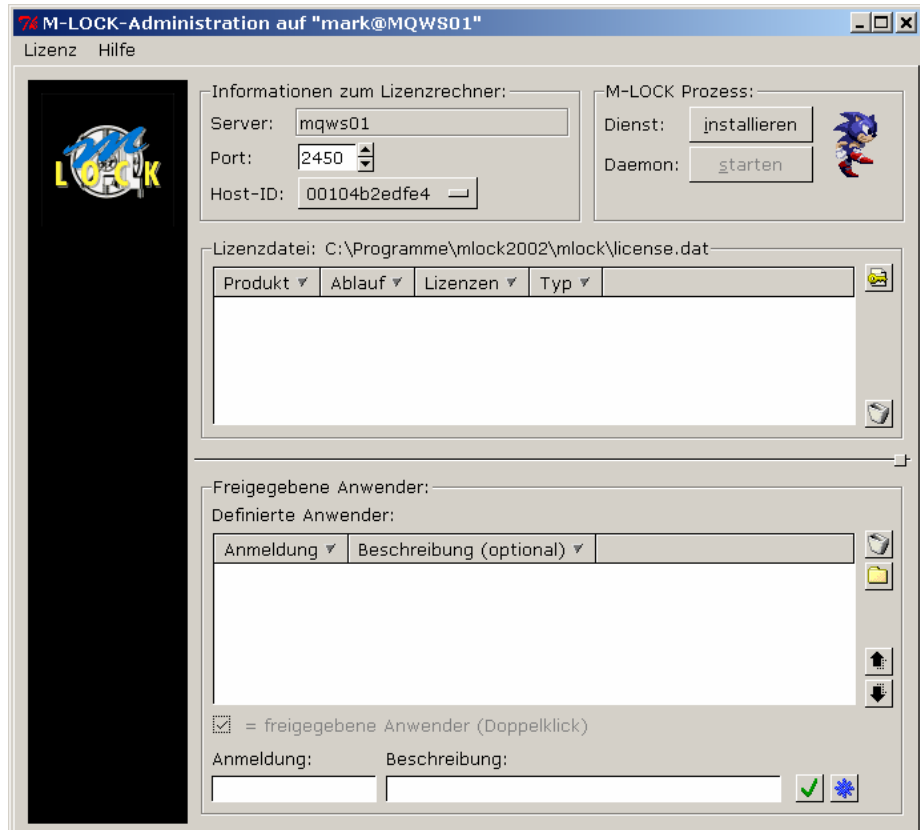 M-LOCK-Administration auf "mark@MQWS01"
Lizenz Hilfe
m LOCK
Informationen zum Lizenzrechner:
Server: mqws01
Port: 2450
Host-ID: 00104b2edfe4
M-LOCK Prozess:
Dienst: installieren
Daemon: starten
Lizenzdatei: C:\Programme\mlock2002\mlock\license.dat
Produkt Ablauf Lizenzen Typ
Freigegebene Anwender:
Definierte Anwender:
Anmeldung Beschreibung (optional)
= freigegebene Anwender (Doppelklick)
Anmeldung: Beschreibung: